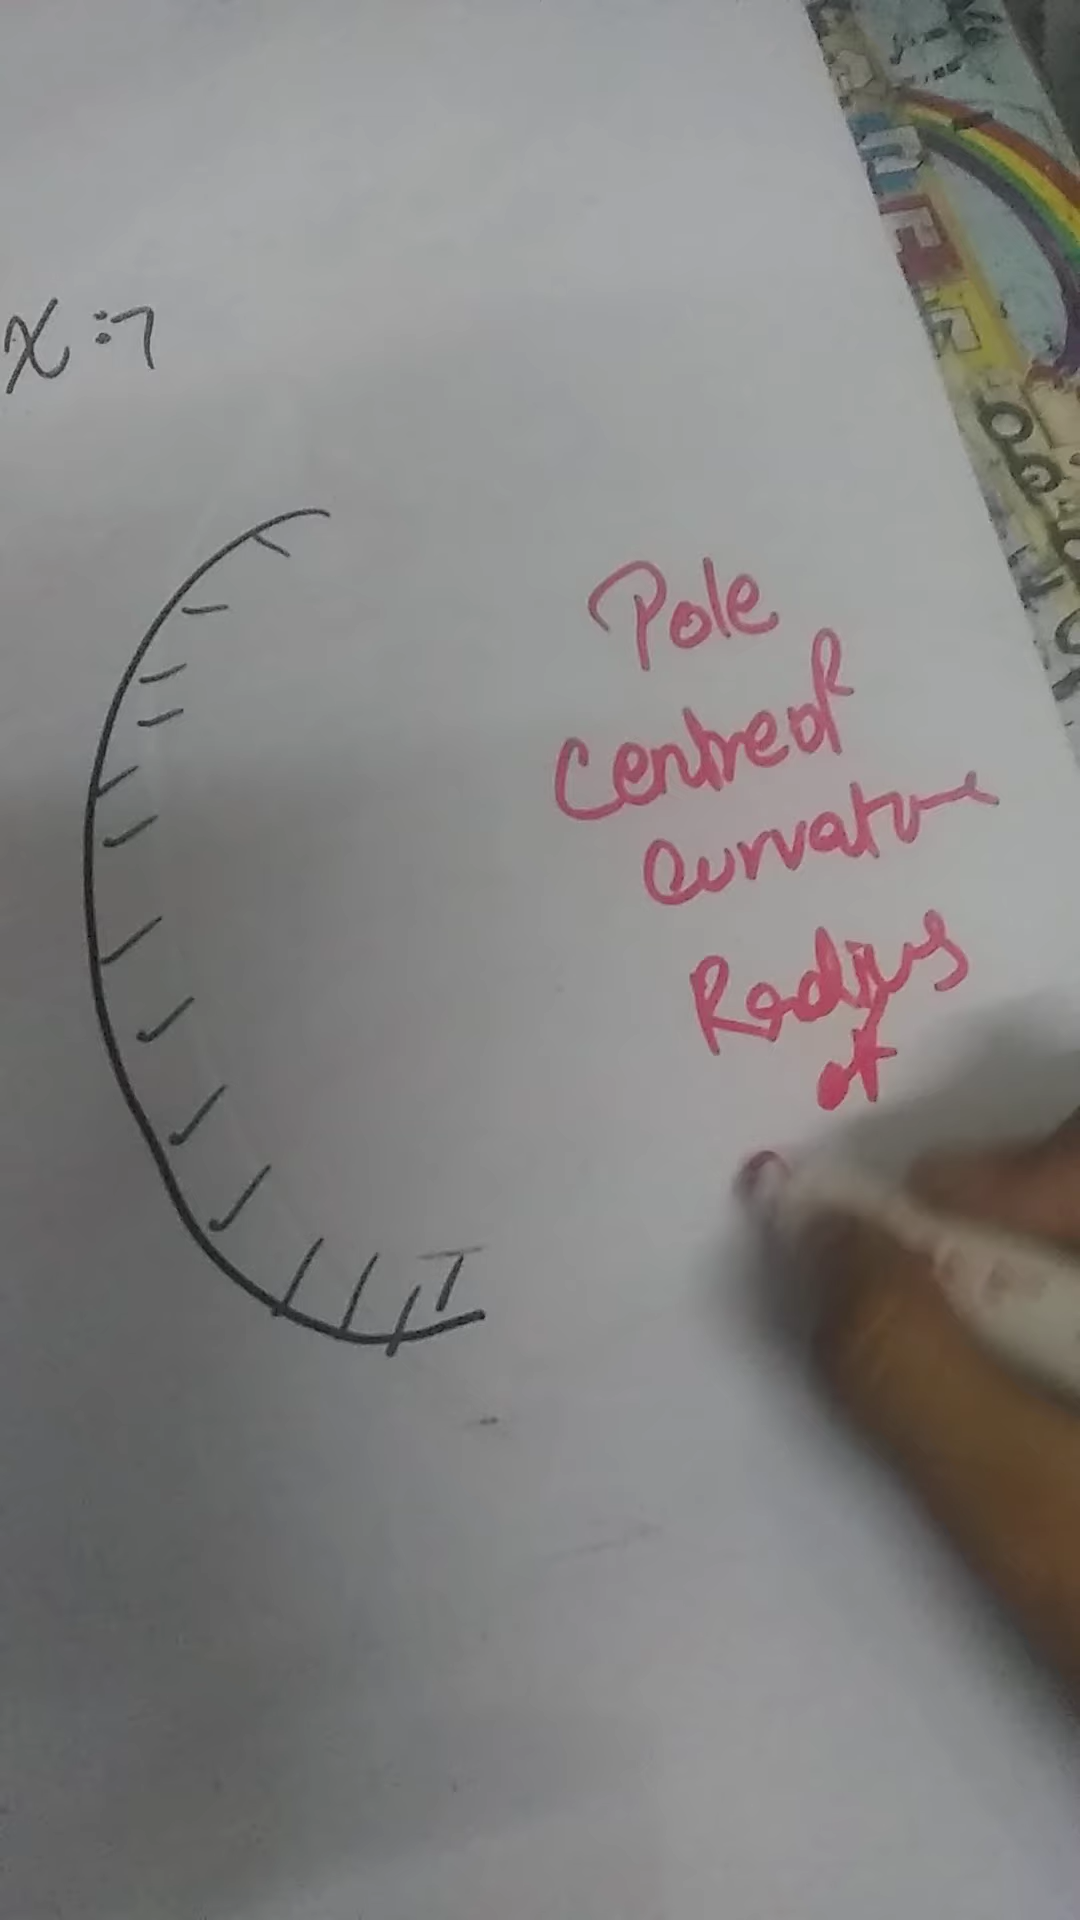 x :7
Pole
Centre of
Curvature
Radius
of